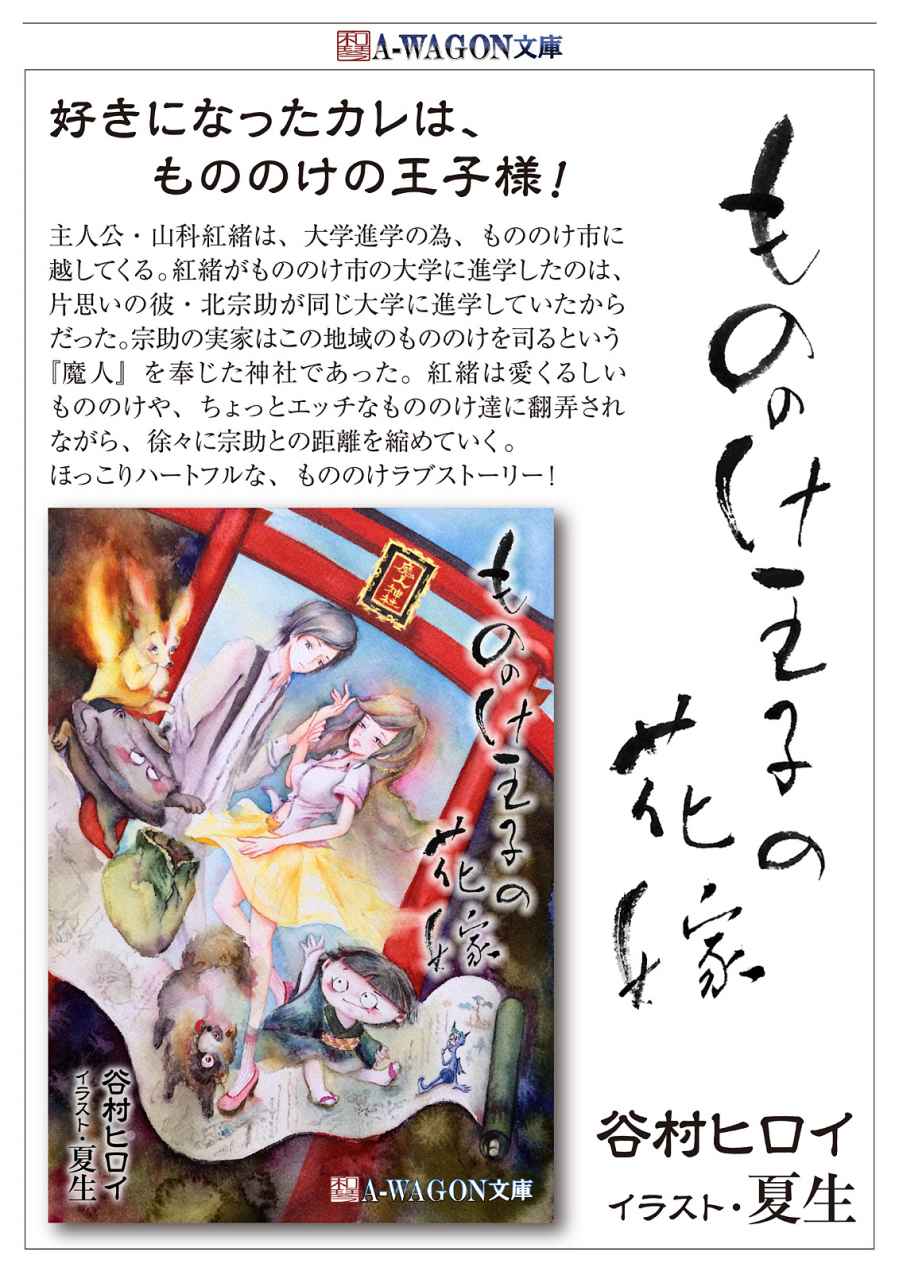 和琴 A-WAGON文庫
好きになったカレは、
もののけの王子様！
主人公・山科紅緒は、大学進学の為、もののけ市に
越してくる。紅緒がもののけ市の大学に進学したのは、
片思いの彼・北宗助が同じ大学に進学していたから
だった。宗助の実家はこの地域のもののけを司るという
『魔人』を奉じた神社であった。紅緒は愛くるしい
もののけや、ちょっとエッチなもののけ達に翻弄され
ながら、徐々に宗助との距離を縮めていく。
ほっこりハートフルな、もののけラブストーリー！
もののけ王子の
花嫁
谷村ヒロイ
イラスト・夏生
魔人神社
もののけ王子の
花嫁
谷村ヒロイ
イラスト・夏生
和琴 A-WAGON文庫